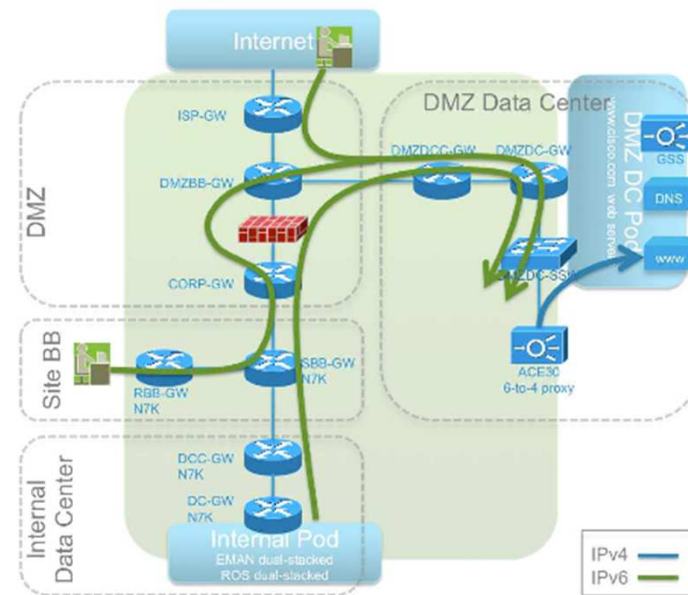 Internet
ISP-GW
DMZ Data Center
DMZDCC-GW
DMZDC-GW
DMZBB-GW
DMZ
CORP-GW
DMZ DC Pod
www.cisco.com web server
GSS
DNS
www
ACE30
6-to-4 proxy
Site BB
RBB-GW
N7K
SBB-GW
N7K
Internal
Data Center
DCC-GW
N7K
DC-GW
N7K
Internal Pod
EMAN dual-stacked
ROS dual-stacked
IPv4
IPv6